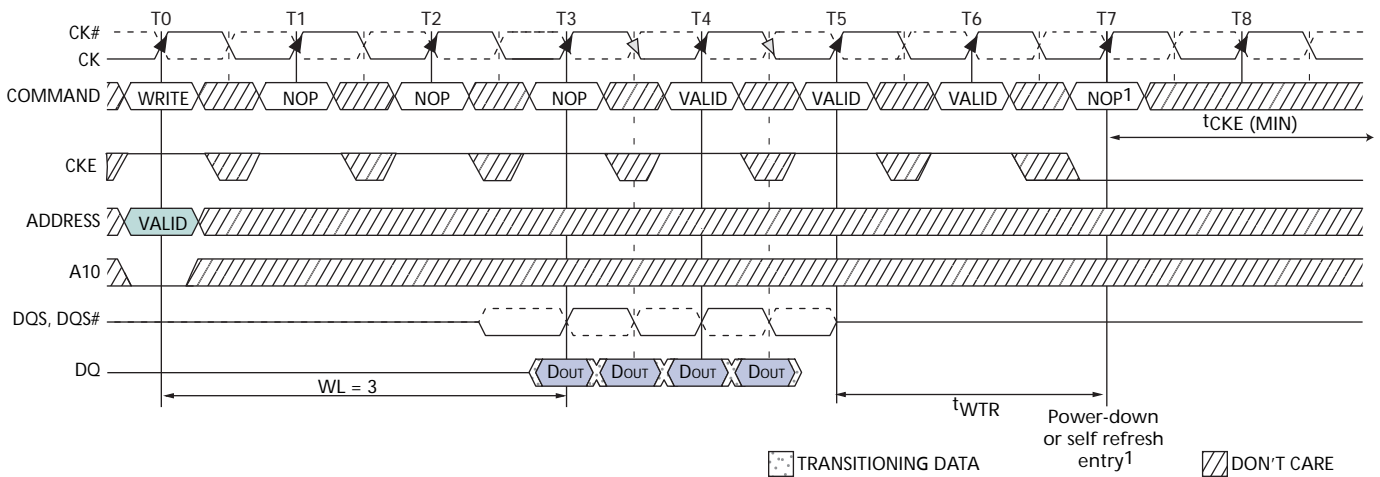 T0 T1 T2 T3 T4 T5 T6 T7 T8
CK#
CK
COMMAND WRITE NOP NOP NOP VALID VALID VALID NOP1
tCKE (MIN)
CKE
ADDRESS VALID
A10
DQS, DQS#
DQ DOUT DOUT DOUT DOUT
WL = 3
tWTR
Power-down
or self refresh
entry1
TRANSITIONING DATA DON'T CARE